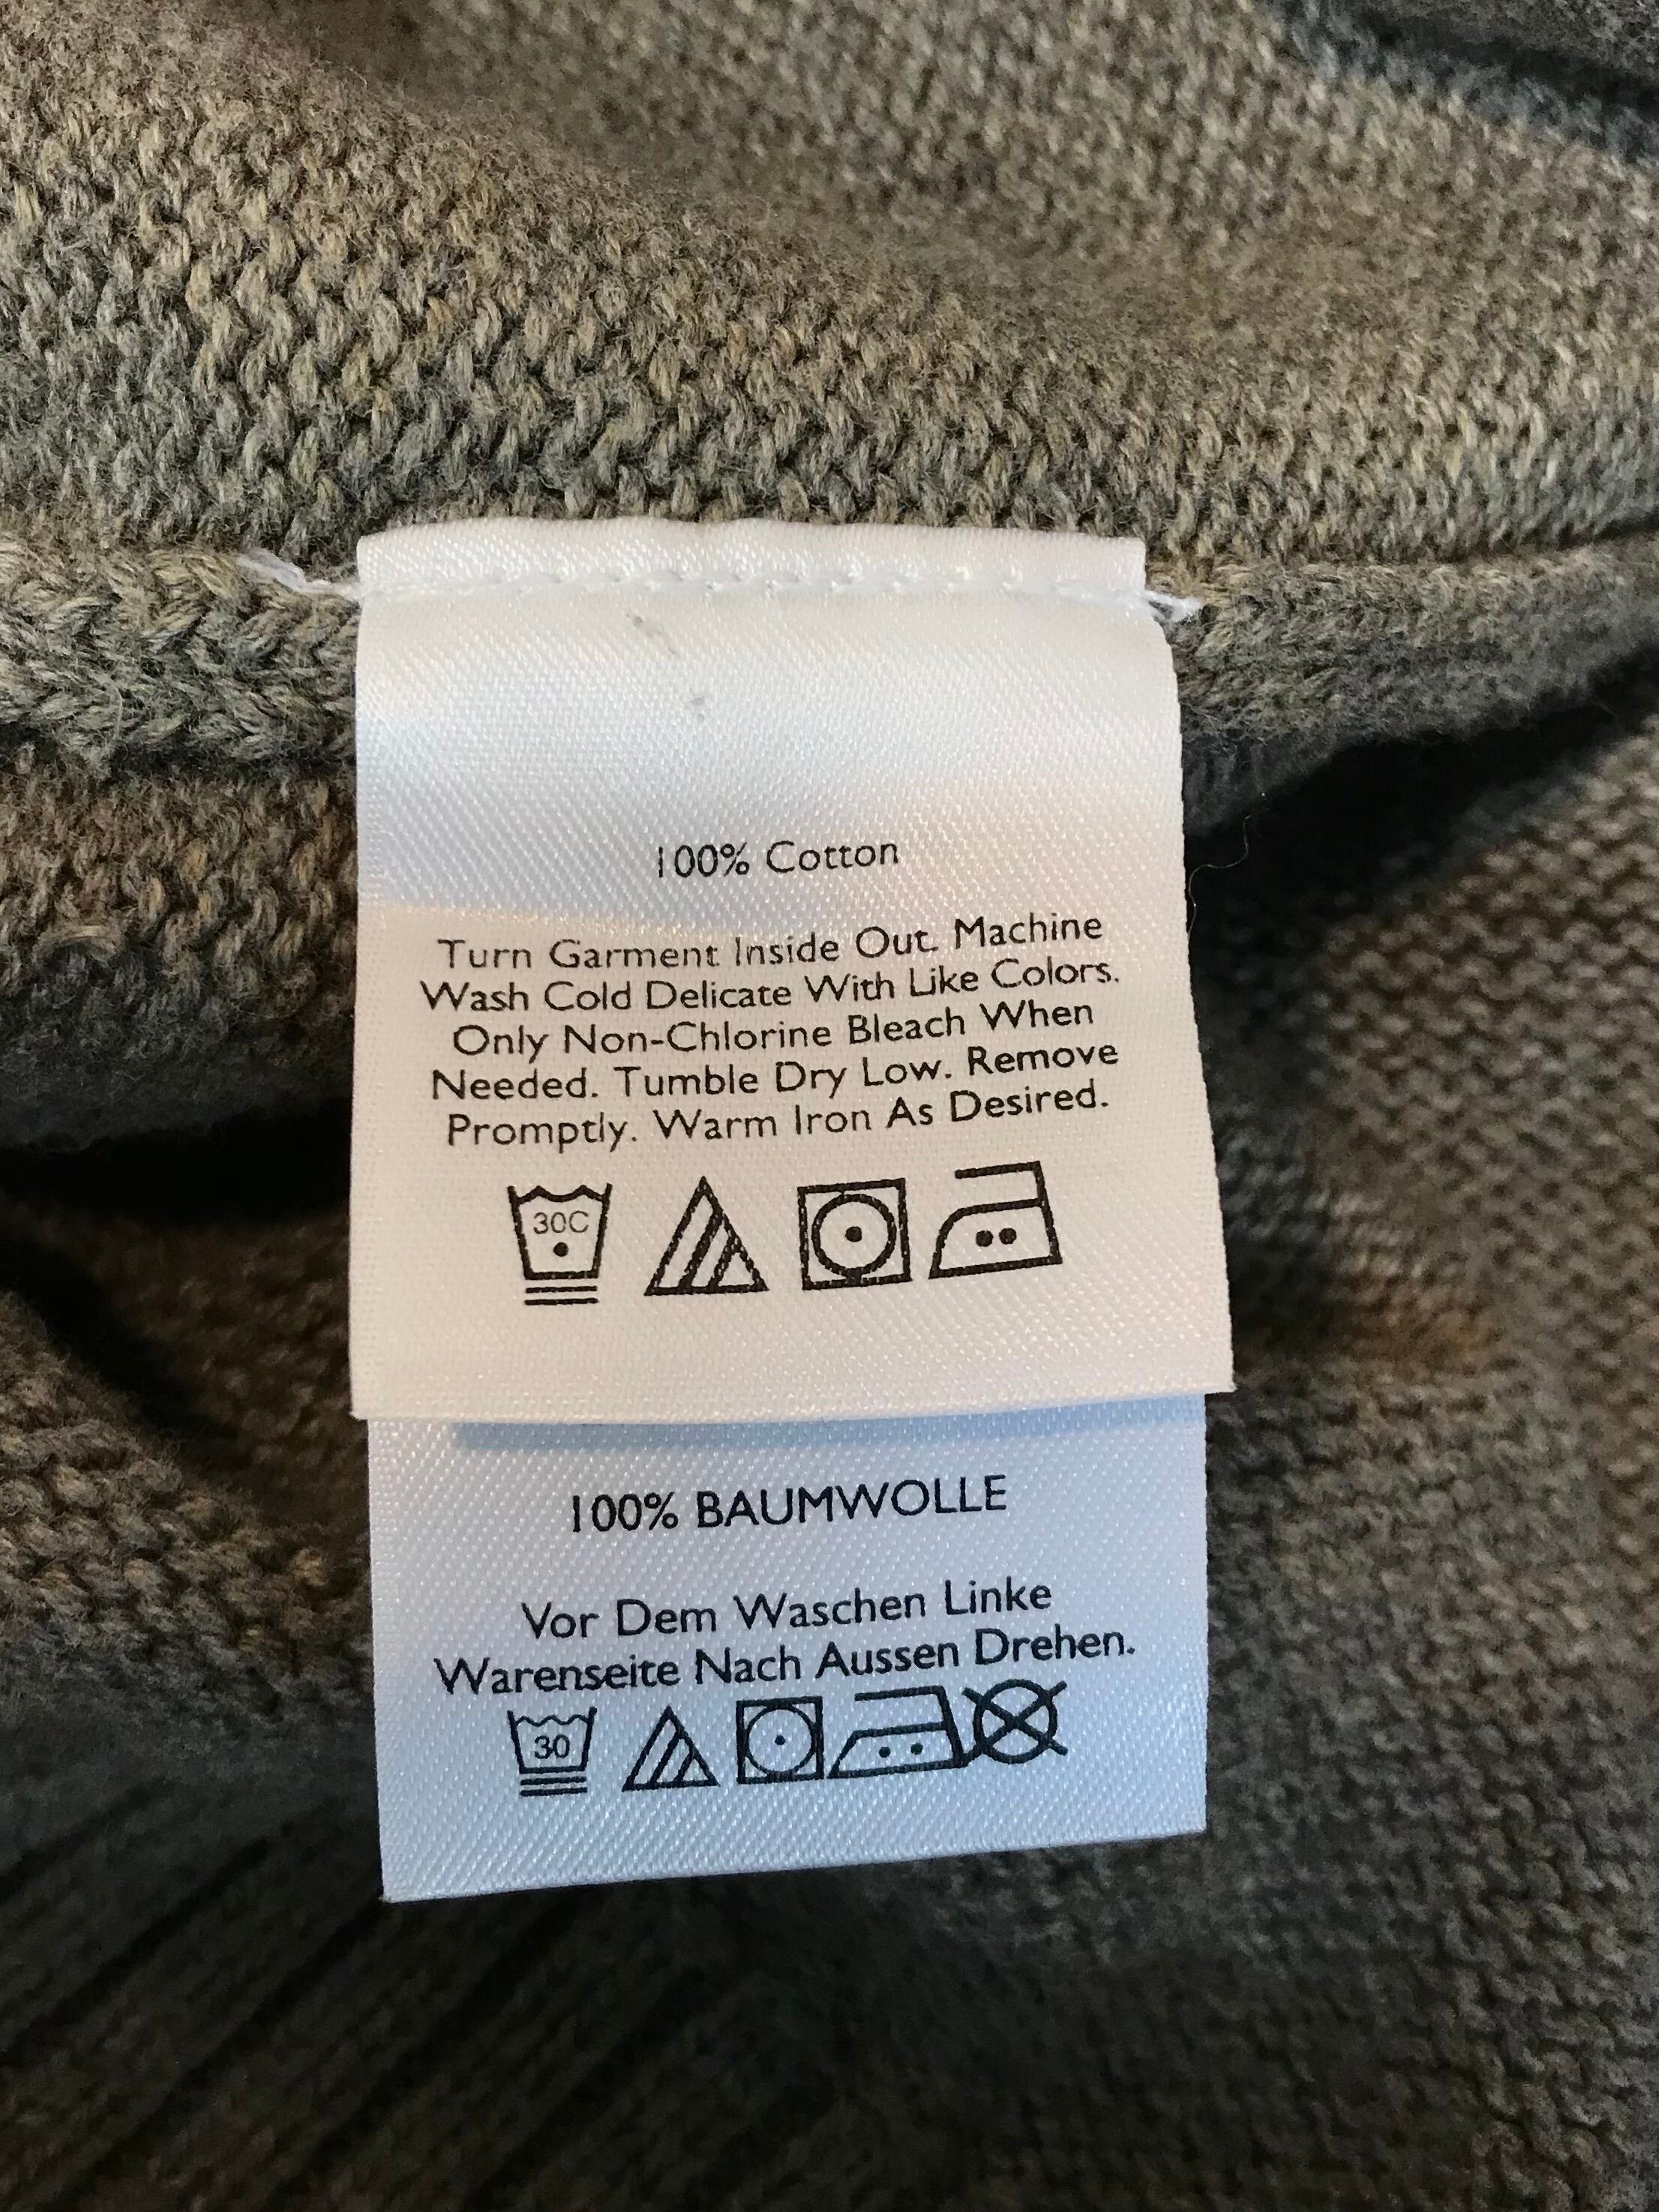 100% Cotton
Turn Garment Inside Out. Machine
Wash Cold Delicate With Like Colors.
Only Non-Chlorine Bleach When
Needed. Tumble Dry Low. Remove
Promptly. Warm Iron As Desired.
30C
100% BAUMWOLLE
Vor Dem Waschen Linke
Warenseite Nach Aussen Drehen.
30